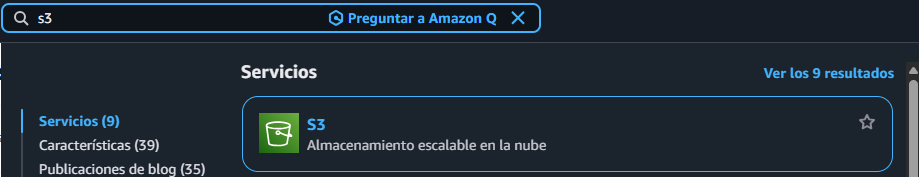 s3 Preguntar a Amazon Q
Servicios Ver los 9 resultados
Servicios (9)
S3
Características (39)
Almacenamiento escalable en la nube
Publicaciones de blog (35)